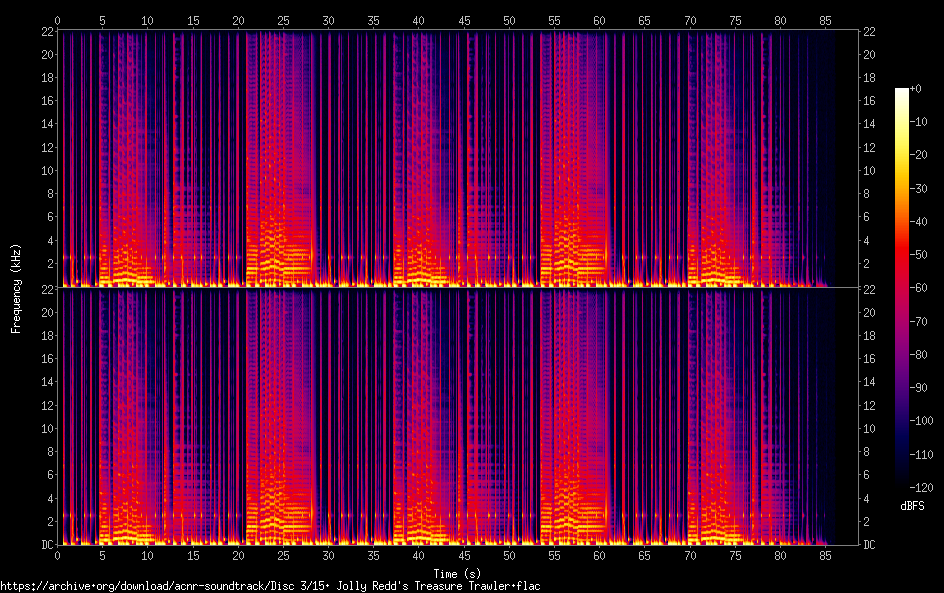 0 5 10 15 20 25 30 35 40 45 50 55 60 65 70 75 80 85
22 22
20 20
18 18
16 16 +0
14 14 -10
12 12 -20
10 10 -30
8 8 -40
6 6 -50
4 4 -60
2 2 -70
22 22 -80
20 20 -90
18 18 -100
16 16 -110
14 14 -120
12 12 dBFS
10 10
8 8
6 6
4 4
2 2
DC DC
Frequency (kHz)
0 5 10 15 20 25 30 35 40 45 50 55 60 65 70 75 80 85
Time (s)
https://archive+org/download/acnr-soundtrack/Disc 3/15+ Jolly Redd's Treasure Trawler+flac